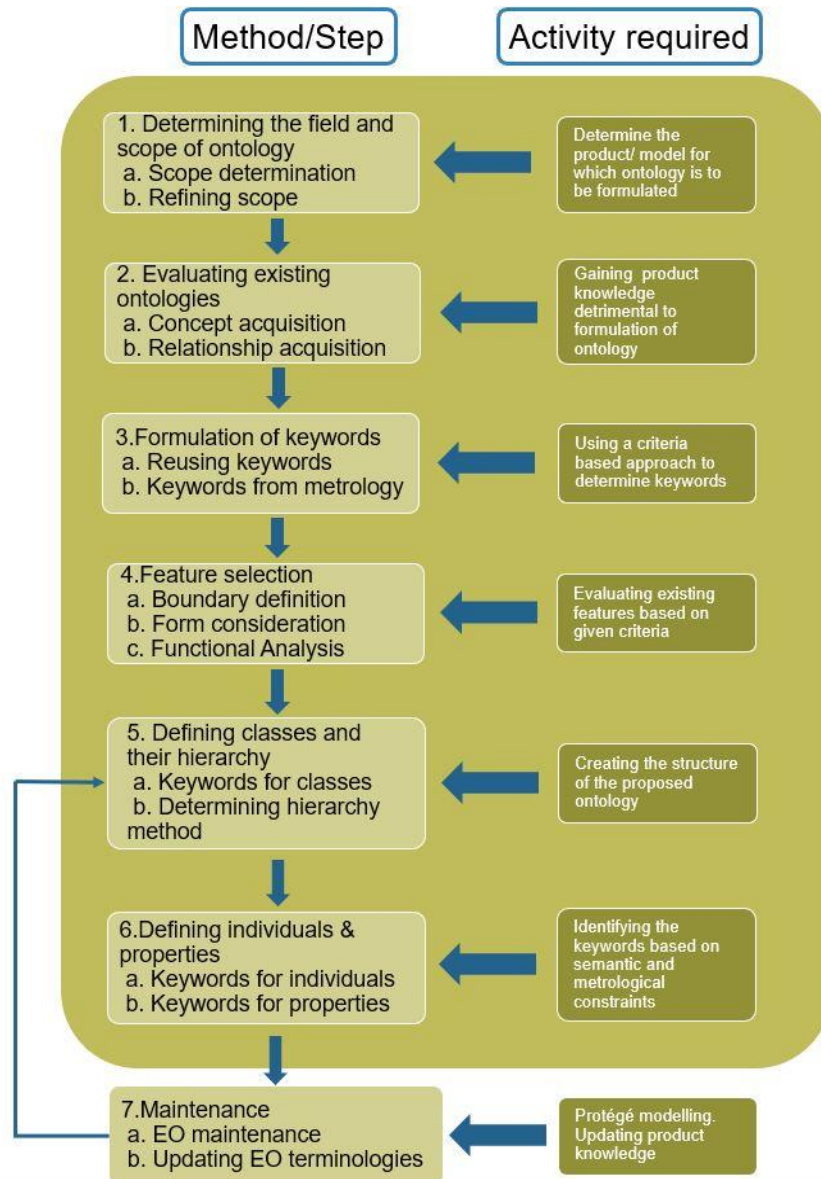 Method/Step
Activity required
1. Determining the field and
scope of ontology
a. Scope determination
b. Refining scope
Determine the
product/ model for
which ontology is to
be formulated
2. Evaluating existing
ontologies
a. Concept acquisition
b. Relationship acquisition
Gaining product
knowledge
detrimental to
formulation of
ontology
3.Formulation of keywords
a. Reusing keywords
b. Keywords from metrology
Using a criteria
based approach to
determine keywords
4.Feature selection
a. Boundary definition
b. Form consideration
c. Functional Analysis
Evaluating existing
features based on
given criteria
5. Defining classes and
their hierarchy
a. Keywords for classes
b. Determining hierarchy
method
Creating the structure
of the proposed
ontology
6.Defining individuals &
properties
a. Keywords for individuals
b. Keywords for properties
Identifying the
keywords based on
semantic and
metrological
constraints
7.Maintenance
a. EO maintenance
b. Updating EO terminologies
Protégé modelling.
Updating product
knowledge